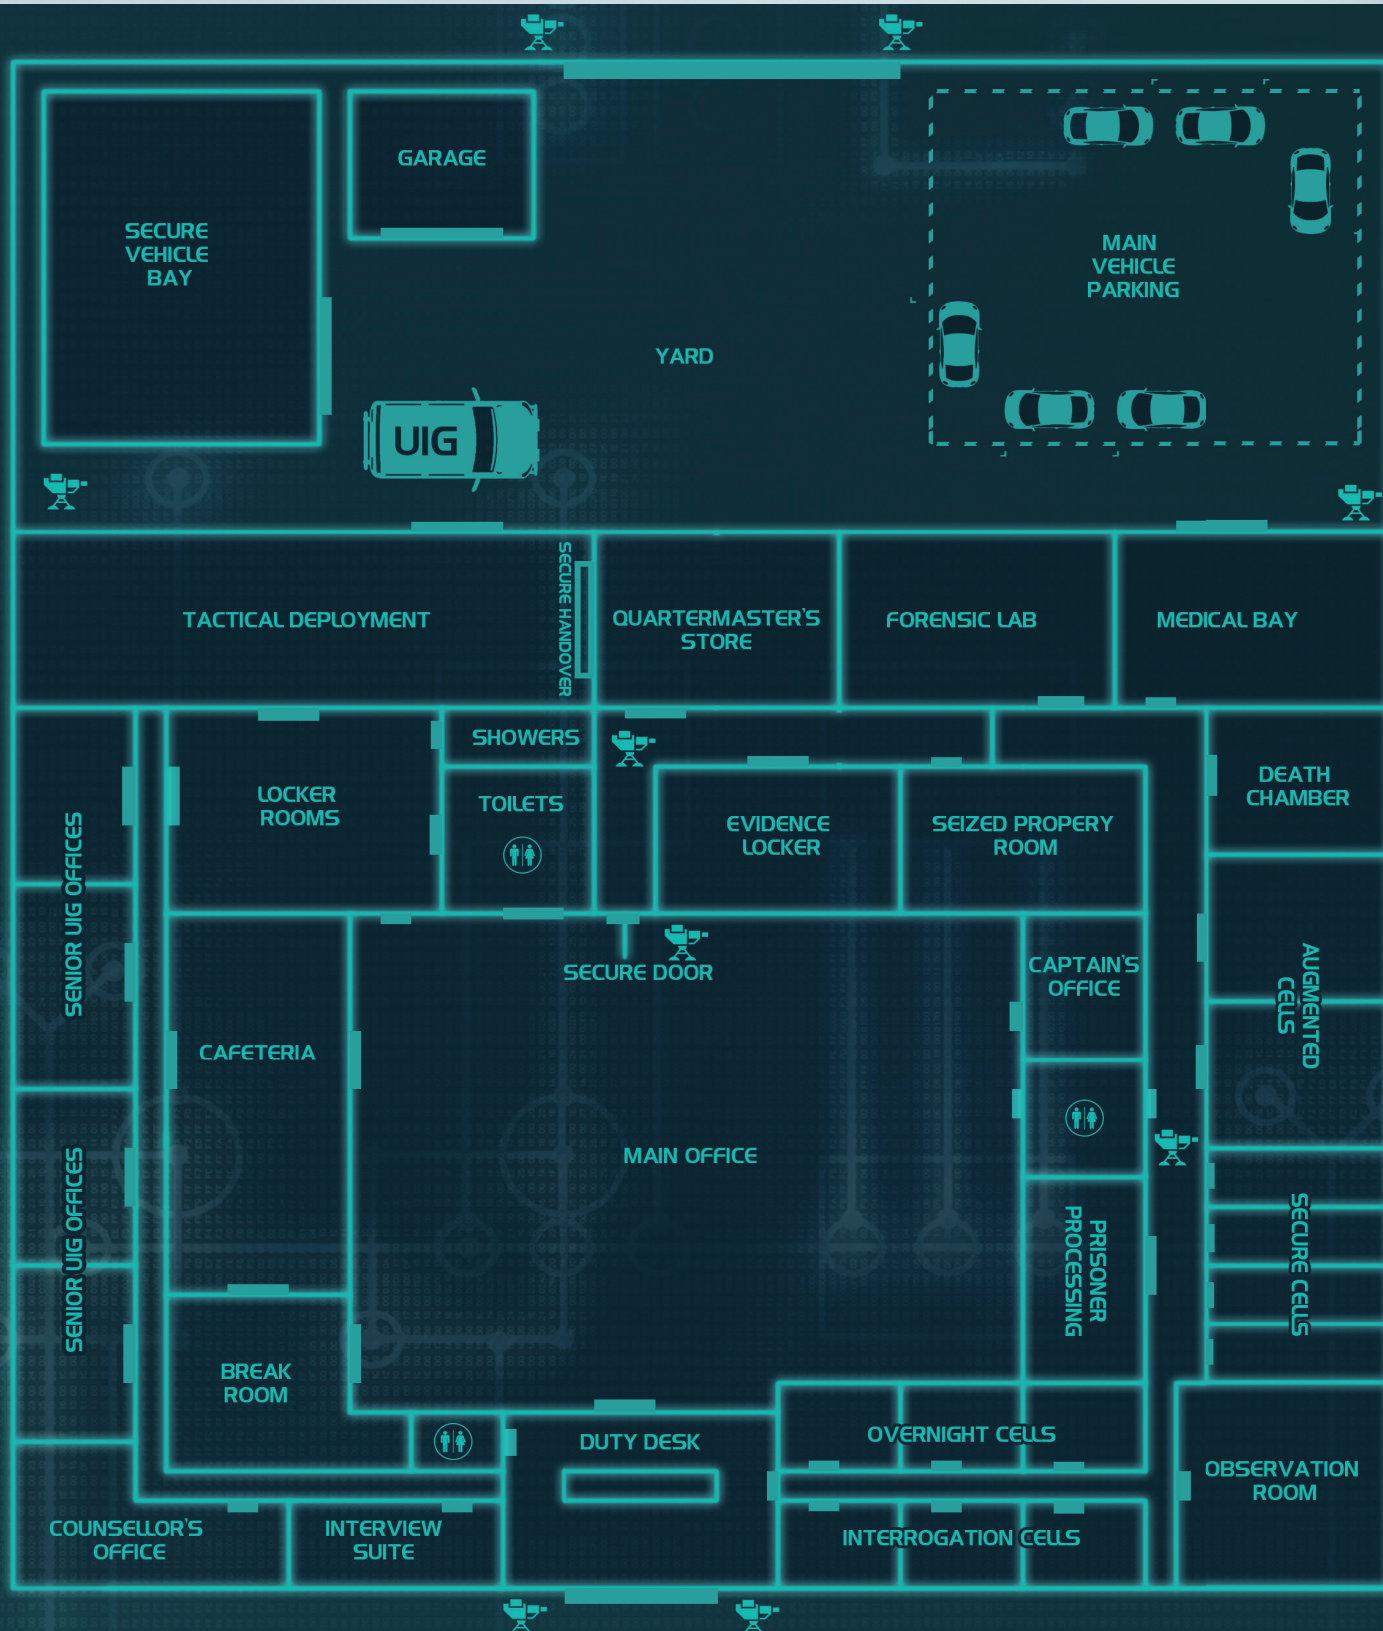 GARAGE
SECURE
VEHICLE
BAY
MAIN
VEHICLE
PARKING
YARD
UIG
TACTICAL DEPLOYMENT
SECURE HANDOVER
QUARTERMASTER'S
STORE
FORENSIC LAB
MEDICAL BAY
SHOWERS
LOCKER
ROOMS
TOILETS
EVIDENCE
LOCKER
SEIZED PROPERY
ROOM
DEATH
CHAMBER
SENIOR UIG OFFICES
CAPTAIN'S
OFFICE
SECURE DOOR
AUGMENTED
CELLS
CAFETERIA
MAIN OFFICE
SENIOR UIG OFFICES
PRISONER
PROCESSING
SECURE CELLS
BREAK
ROOM
DUTY DESK
OVERNIGHT CELLS
OBSERVATION
ROOM
COUNSELLOR'S
OFFICE
INTERVIEW
SUITE
INTERROGATION CELLS